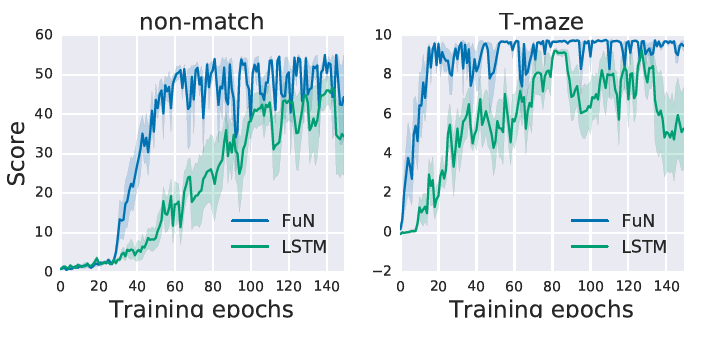 non-match
60
50
40
30
20
10
0
Score
0 20 40 60 80 100 120 140
Training epochs
FuN
LSTM
T-maze
10
8
6
4
2
0
−2
0 20 40 60 80 100 120 140
Training epochs
FuN
LSTM